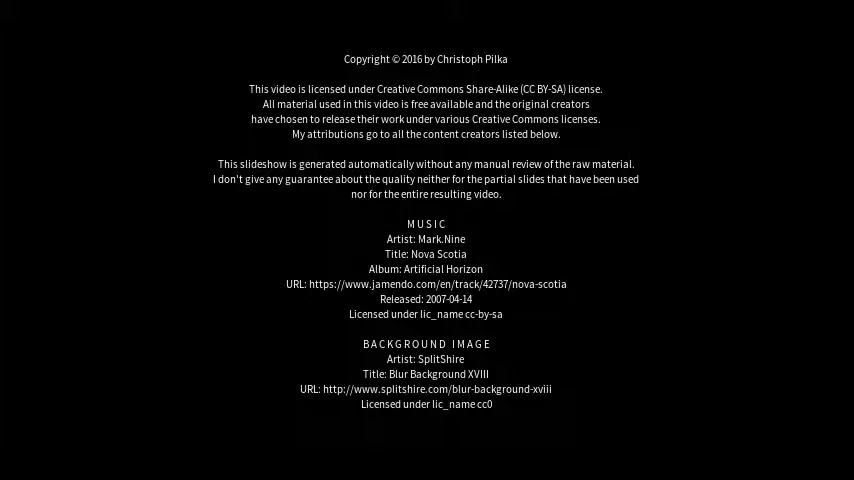 Copyright © 2016 by Christoph Pilka
This video is licensed under Creative Commons Share-Alike (CC BY-SA) license.
All material used in this video is free available and the original creators
have chosen to release their work under various Creative Commons licenses.
My attributions go to all the content creators listed below.
This slideshow is generated automatically without any manual review of the raw material.
I don't give any guarantee about the quality neither for the partial slides that have been used
nor for the entire resulting video.
MUSIC
Artist: Mark.Nine
Title: Nova Scotia
Album: Artificial Horizon
URL: https://www.jamendo.com/en/track/42737/nova-scotia
Released: 2007-04-14
Licensed under lic_name cc-by-sa
BACKGROUND IMAGE
Artist: SplitShire
Title: Blur Background XVIII
URL: http://www.splitshire.com/blur-background-xviii
Licensed under lic_name cc0